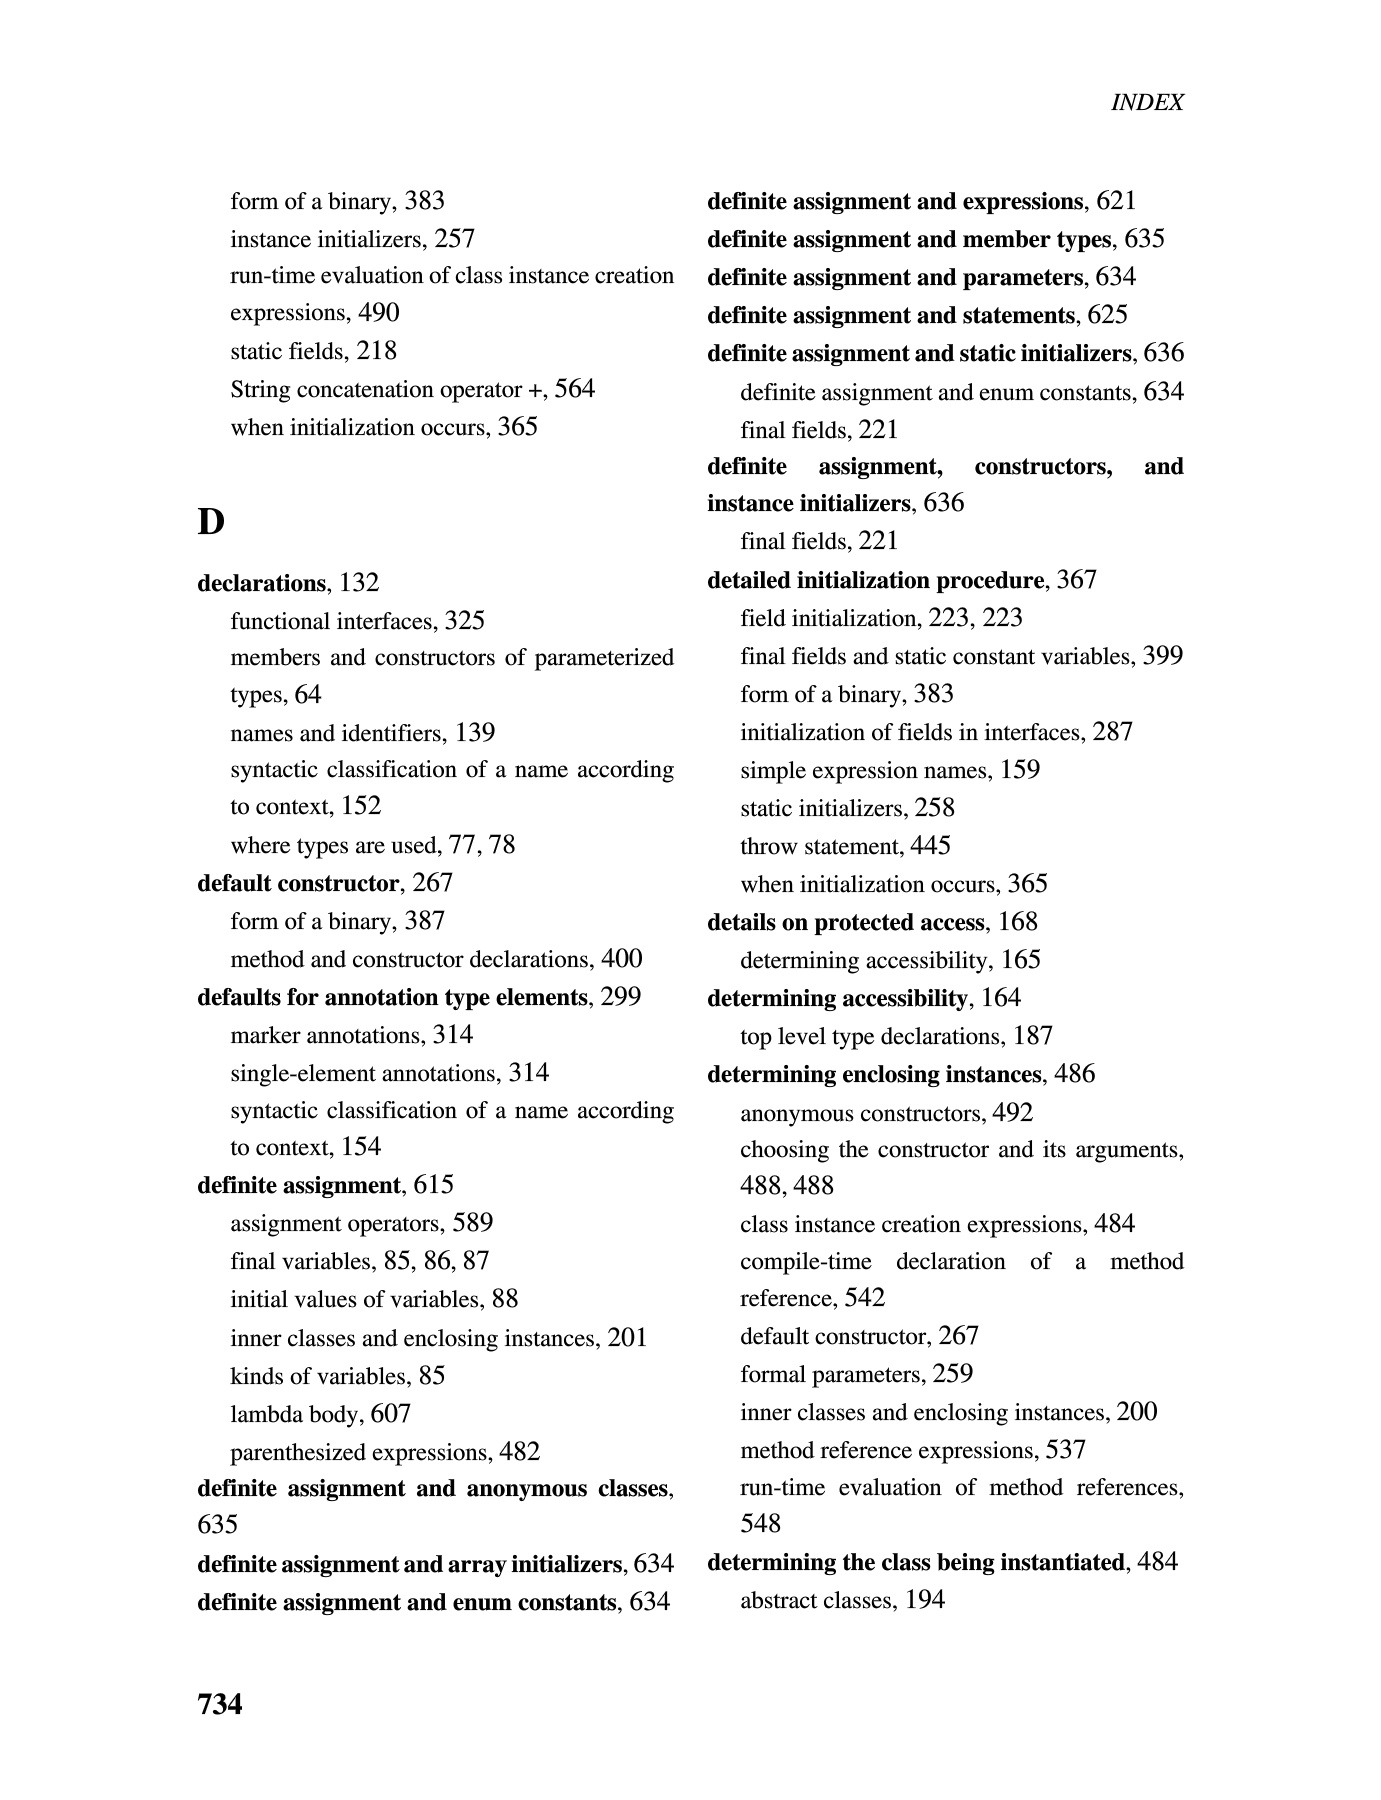 INDEX
form of a binary, 383
instance initializers, 257
run-time evaluation of class instance creation
expressions, 490
static fields, 218
String concatenation operator +, 564
when initialization occurs, 365
D
declarations, 132
functional interfaces, 325
members and constructors of parameterized
types, 64
names and identifiers, 139
syntactic classification of a name according
to context, 152
where types are used, 77, 78
default constructor, 267
form of a binary, 387
method and constructor declarations, 400
defaults for annotation type elements, 299
marker annotations, 314
single-element annotations, 314
syntactic classification of a name according
to context, 154
definite assignment, 615
assignment operators, 589
final variables, 85, 86, 87
initial values of variables, 88
inner classes and enclosing instances, 201
kinds of variables, 85
lambda body, 607
parenthesized expressions, 482
definite assignment and anonymous classes,
635
definite assignment and array initializers, 634
definite assignment and enum constants, 634
definite assignment and expressions, 621
definite assignment and member types, 635
definite assignment and parameters, 634
definite assignment and statements, 625
definite assignment and static initializers, 636
definite assignment and enum constants, 634
final fields, 221
definite assignment, constructors, and
instance initializers, 636
final fields, 221
detailed initialization procedure, 367
field initialization, 223, 223
final fields and static constant variables, 399
form of a binary, 383
initialization of fields in interfaces, 287
simple expression names, 159
static initializers, 258
throw statement, 445
when initialization occurs, 365
details on protected access, 168
determining accessibility, 165
determining accessibility, 164
top level type declarations, 187
determining enclosing instances, 486
anonymous constructors, 492
choosing the constructor and its arguments,
488, 488
class instance creation expressions, 484
compile-time declaration of a method
reference, 542
default constructor, 267
formal parameters, 259
inner classes and enclosing instances, 200
method reference expressions, 537
run-time evaluation of method references,
548
determining the class being instantiated, 484
abstract classes, 194
734